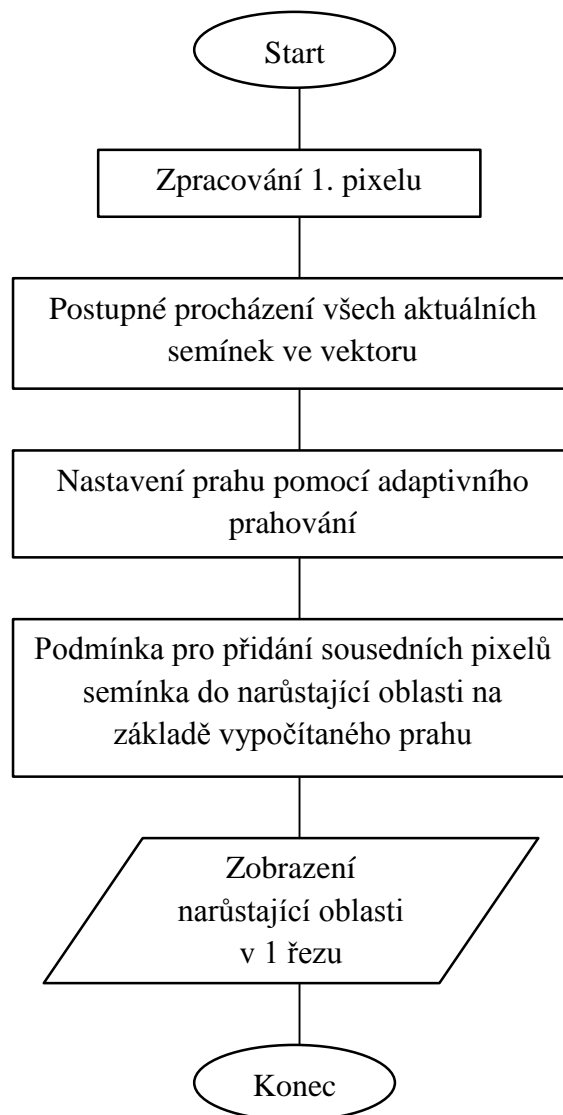 Start
Zpracování 1. pixelu
Postupné procházení všech aktuálních
semínek ve vektoru
Nastavení prahu pomocí adaptivního
prahování
Podmínka pro přidání sousedních pixelů
semínka do narůstající oblasti na
základě vypočítaného prahu
Zobrazení
narůstající oblasti
v 1 řezu
Konec